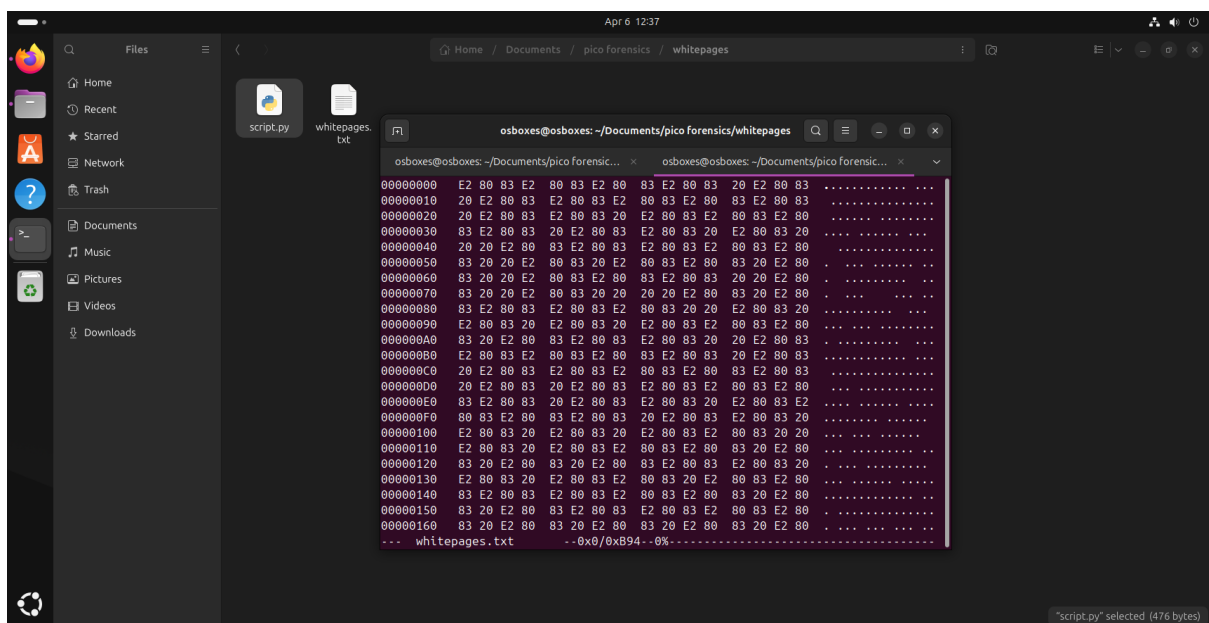 Apr 6 12:37
Files
Home / Documents / pico forensics / whitepages
Home
Recent
Starred
Network
Trash
Documents
Music
Pictures
Videos
Downloads
script.py
whitepages.
txt
osboxes@osboxes: ~/Documents/pico forensics/whitepages
osboxes@osboxes: ~/Documents/pico forensic... × osboxes@osboxes: ~/Documents/pico forensic... ×
00000000 E2 80 83 E2 80 83 E2 80 83 E2 80 83 20 E2 80 83 ............ ...
00000010 20 E2 80 83 E2 80 83 E2 80 83 E2 80 83 E2 80 83 ...............
00000020 20 E2 80 83 E2 80 83 20 E2 80 83 E2 80 83 E2 80 ...... ........
00000030 83 E2 80 83 20 E2 80 83 E2 80 83 20 E2 80 83 20 .... ...... ...
00000040 20 20 E2 80 83 E2 80 83 E2 80 83 E2 80 83 E2 80 ..............
00000050 83 20 20 E2 80 83 20 E2 80 83 E2 80 83 20 E2 80 . ... ...... ..
00000060 83 20 20 E2 80 83 E2 80 83 E2 80 83 20 20 E2 80 . ......... ..
00000070 83 20 20 E2 80 83 20 20 20 20 E2 80 83 20 E2 80 . ... ... ..
00000080 83 E2 80 83 E2 80 83 E2 80 83 20 20 E2 80 83 20 .......... ...
00000090 E2 80 83 20 E2 80 83 20 E2 80 83 E2 80 83 E2 80 ... ... ........
000000A0 83 20 E2 80 83 E2 80 83 E2 80 83 20 20 E2 80 83 . ......... ...
000000B0 E2 80 83 E2 80 83 E2 80 83 E2 80 83 20 E2 80 83 ............ ...
000000C0 20 E2 80 83 E2 80 83 E2 80 83 E2 80 83 E2 80 83 ...............
000000D0 20 E2 80 83 20 E2 80 83 E2 80 83 E2 80 83 E2 80 ... ...........
000000E0 83 E2 80 83 20 E2 80 83 E2 80 83 20 E2 80 83 E2 .... ...... ....
000000F0 80 83 E2 80 83 E2 80 83 20 E2 80 83 E2 80 83 20 ........ ......
00000100 E2 80 83 20 E2 80 83 20 E2 80 83 E2 80 83 20 20 ... ... ......
00000110 E2 80 83 20 E2 80 83 E2 80 83 E2 80 83 20 E2 80 ... ......... ..
00000120 83 20 E2 80 83 20 E2 80 83 E2 80 83 E2 80 83 20 . ... .........
00000130 E2 80 83 20 E2 80 83 E2 80 83 20 E2 80 83 E2 80 ... ...... .....
00000140 83 E2 80 83 E2 80 83 E2 80 83 E2 80 83 20 E2 80 ............. ..
00000150 83 20 E2 80 83 E2 80 83 E2 80 83 E2 80 83 E2 80 . ..............
00000160 83 20 E2 80 83 20 E2 80 83 20 E2 80 83 20 E2 80 . ... ... ... ..
--- whitepages.txt --0x0/0xB94--0%--------------------------------------
"script.py" selected (476 bytes)